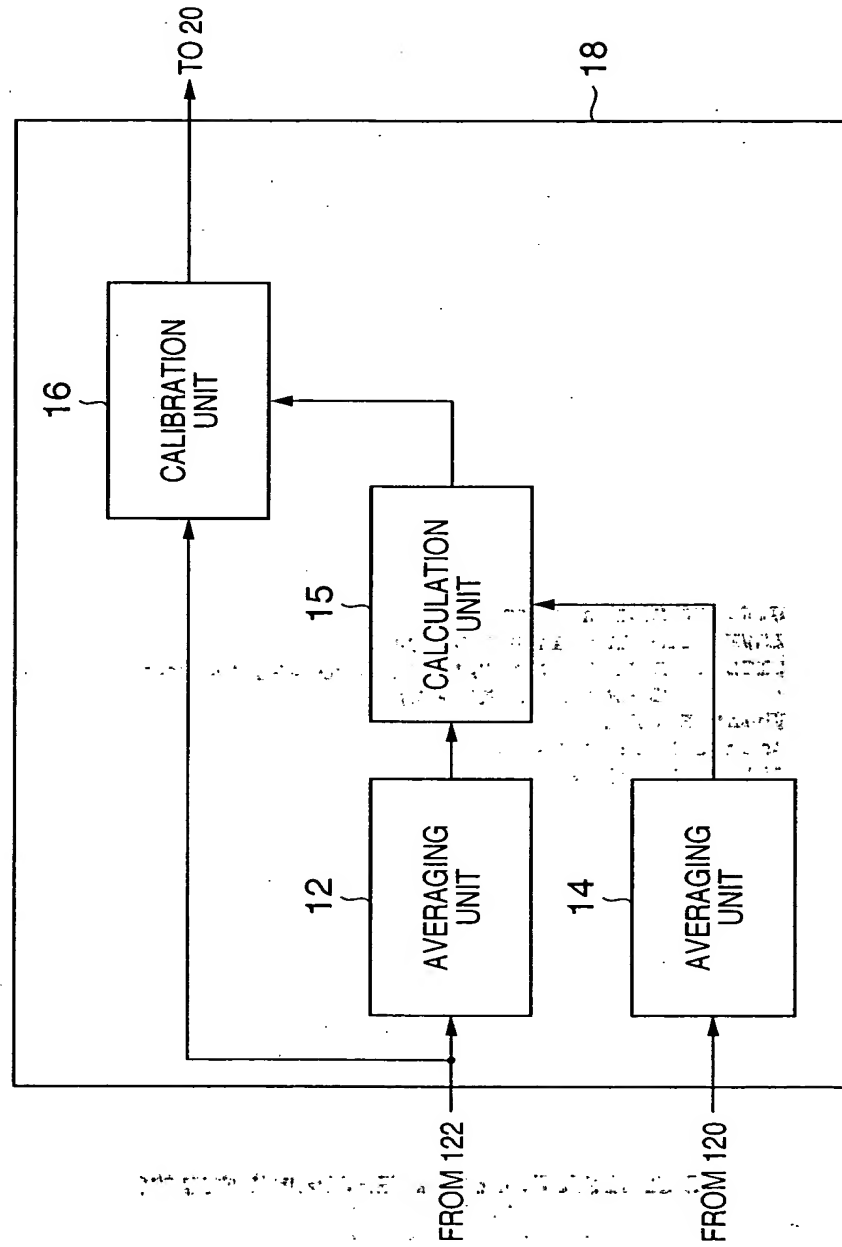 TO 20
18
16
CALIBRATION
UNIT
15
CALCULATION
UNIT
12
AVERAGING
UNIT
14
AVERAGING
UNIT
FROM 122
FROM 120